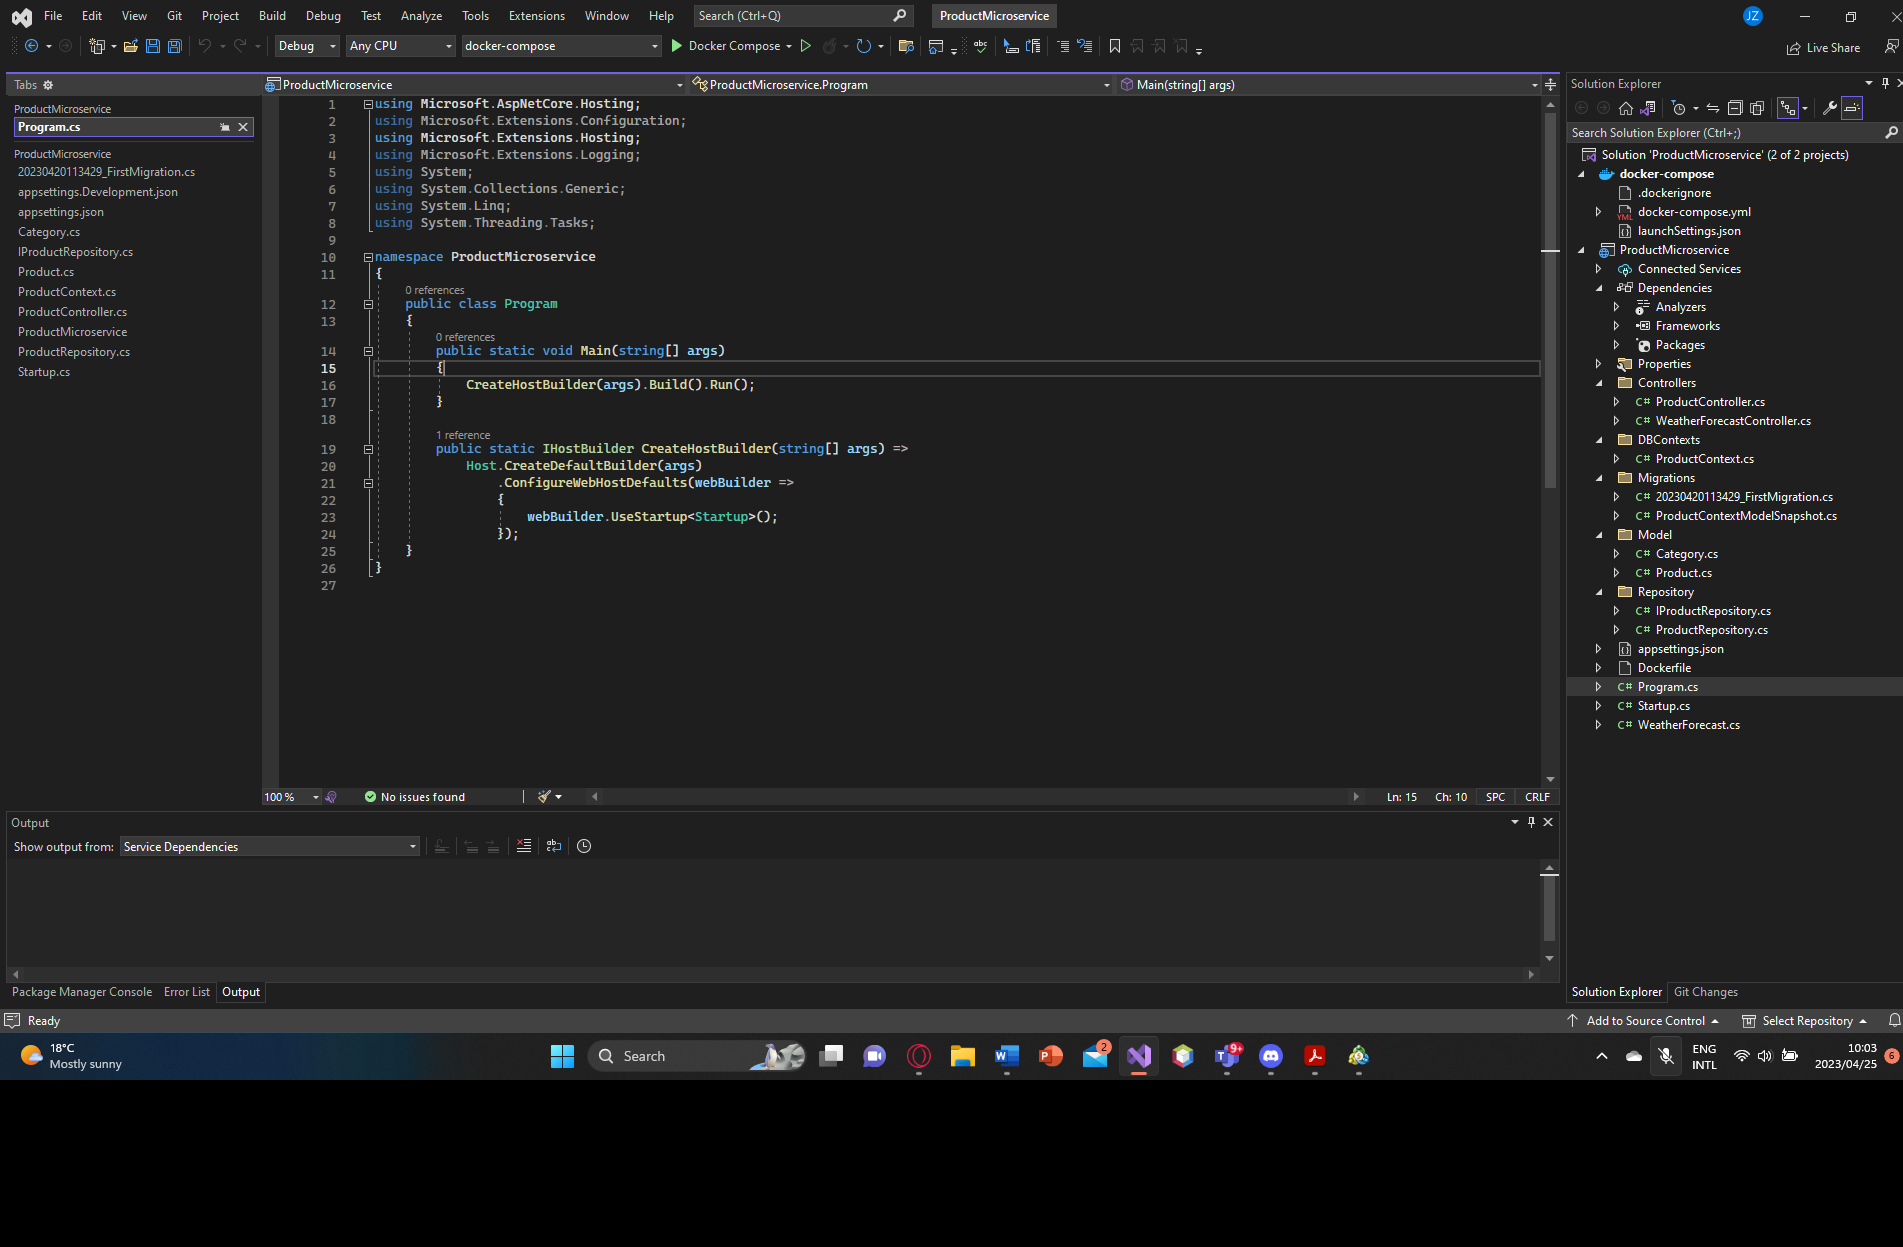 File Edit View Git Project Build Debug Test Analyze Tools Extensions Window Help Search (Ctrl+Q) ProductMicroservice JZ
Debug Any CPU docker-compose Docker Compose Live Share
Tabs
ProductMicroservice
Program.cs
ProductMicroservice
20230420113429_FirstMigration.cs
appsettings.Development.json
appsettings.json
Category.cs
IProductRepository.cs
Product.cs
ProductContext.cs
ProductController.cs
ProductMicroservice
ProductRepository.cs
Startup.cs
ProductMicroservice ProductMicroservice.Program Main(string[] args)
1 using Microsoft.AspNetCore.Hosting;
2 using Microsoft.Extensions.Configuration;
3 using Microsoft.Extensions.Hosting;
4 using Microsoft.Extensions.Logging;
5 using System;
6 using System.Collections.Generic;
7 using System.Linq;
8 using System.Threading.Tasks;
9
10 namespace ProductMicroservice
11 {
0 references
12 public class Program
13 {
0 references
14 public static void Main(string[] args)
15 {
16 CreateHostBuilder(args).Build().Run();
17 }
18
1 reference
19 public static IHostBuilder CreateHostBuilder(string[] args) =>
20 Host.CreateDefaultBuilder(args)
21 .ConfigureWebHostDefaults(webBuilder =>
22 {
23 webBuilder.UseStartup<Startup>();
24 });
25 }
26 }
27
100 % No issues found Ln: 15 Ch: 10 SPC CRLF
Output
Show output from: Service Dependencies
Package Manager Console Error List Output
Solution Explorer
Search Solution Explorer (Ctrl+;)
Solution 'ProductMicroservice' (2 of 2 projects)
docker-compose
.dockerignore
docker-compose.yml
launchSettings.json
ProductMicroservice
Connected Services
Dependencies
Analyzers
Frameworks
Packages
Properties
Controllers
C# ProductController.cs
C# WeatherForecastController.cs
DBContexts
C# ProductContext.cs
Migrations
C# 20230420113429_FirstMigration.cs
C# ProductContextModelSnapshot.cs
Model
C# Category.cs
C# Product.cs
Repository
C# IProductRepository.cs
C# ProductRepository.cs
appsettings.json
Dockerfile
C# Program.cs
C# Startup.cs
C# WeatherForecast.cs
Solution Explorer Git Changes
Ready Add to Source Control Select Repository
18°C
Mostly sunny
Search
2
9+
ENG
INTL
10:03
2023/04/25
6